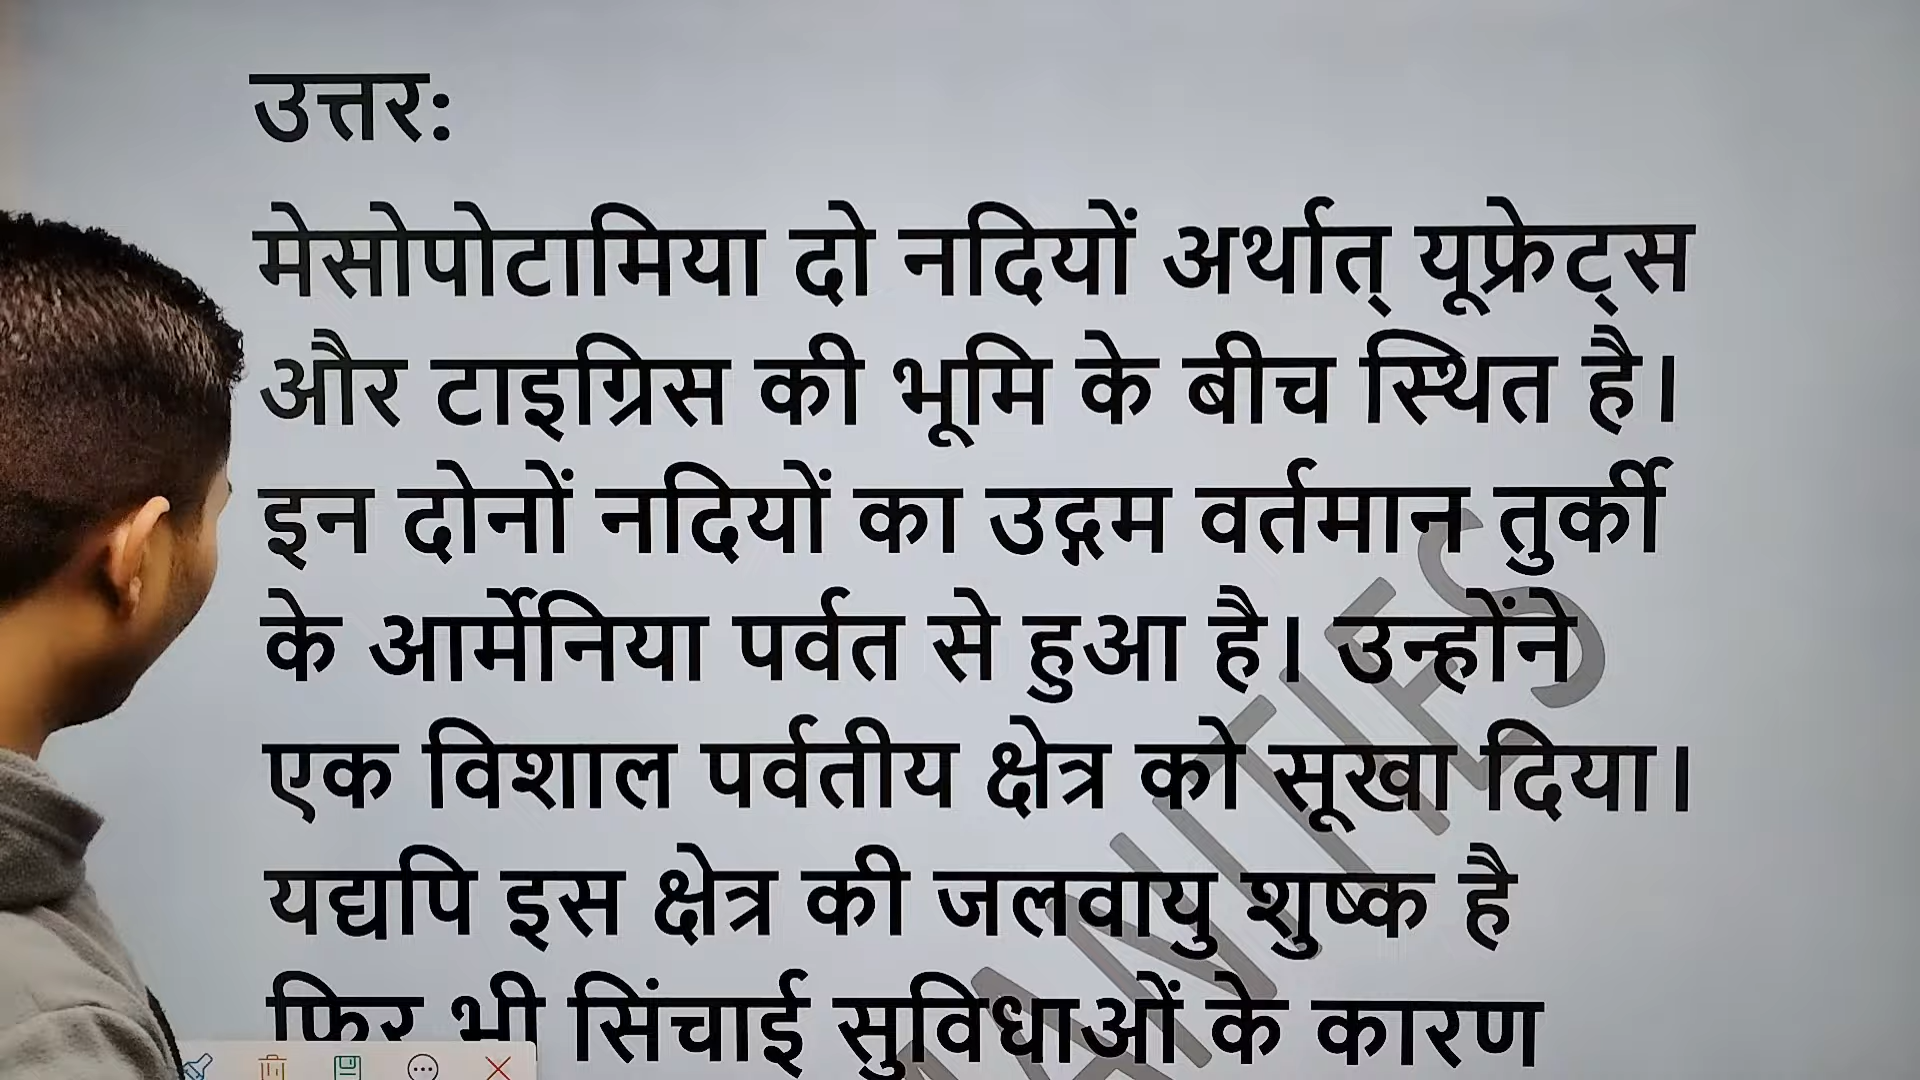 उत्तर:
मेसोपोटामिया दो नदियों अर्थात् यूफ्रेट्स
और टाइग्रिस की भूमि के बीच स्थित है।
इन दोनों नदियों का उद्गम वर्तमान तुर्की
के आर्मेनिया पर्वत से हुआ है। उन्होंने
एक विशाल पर्वतीय क्षेत्र को सूखा दिया।
यद्यपि इस क्षेत्र की जलवायु शुष्क है
फिर भी सिंचाई सुविधाओं के कारण